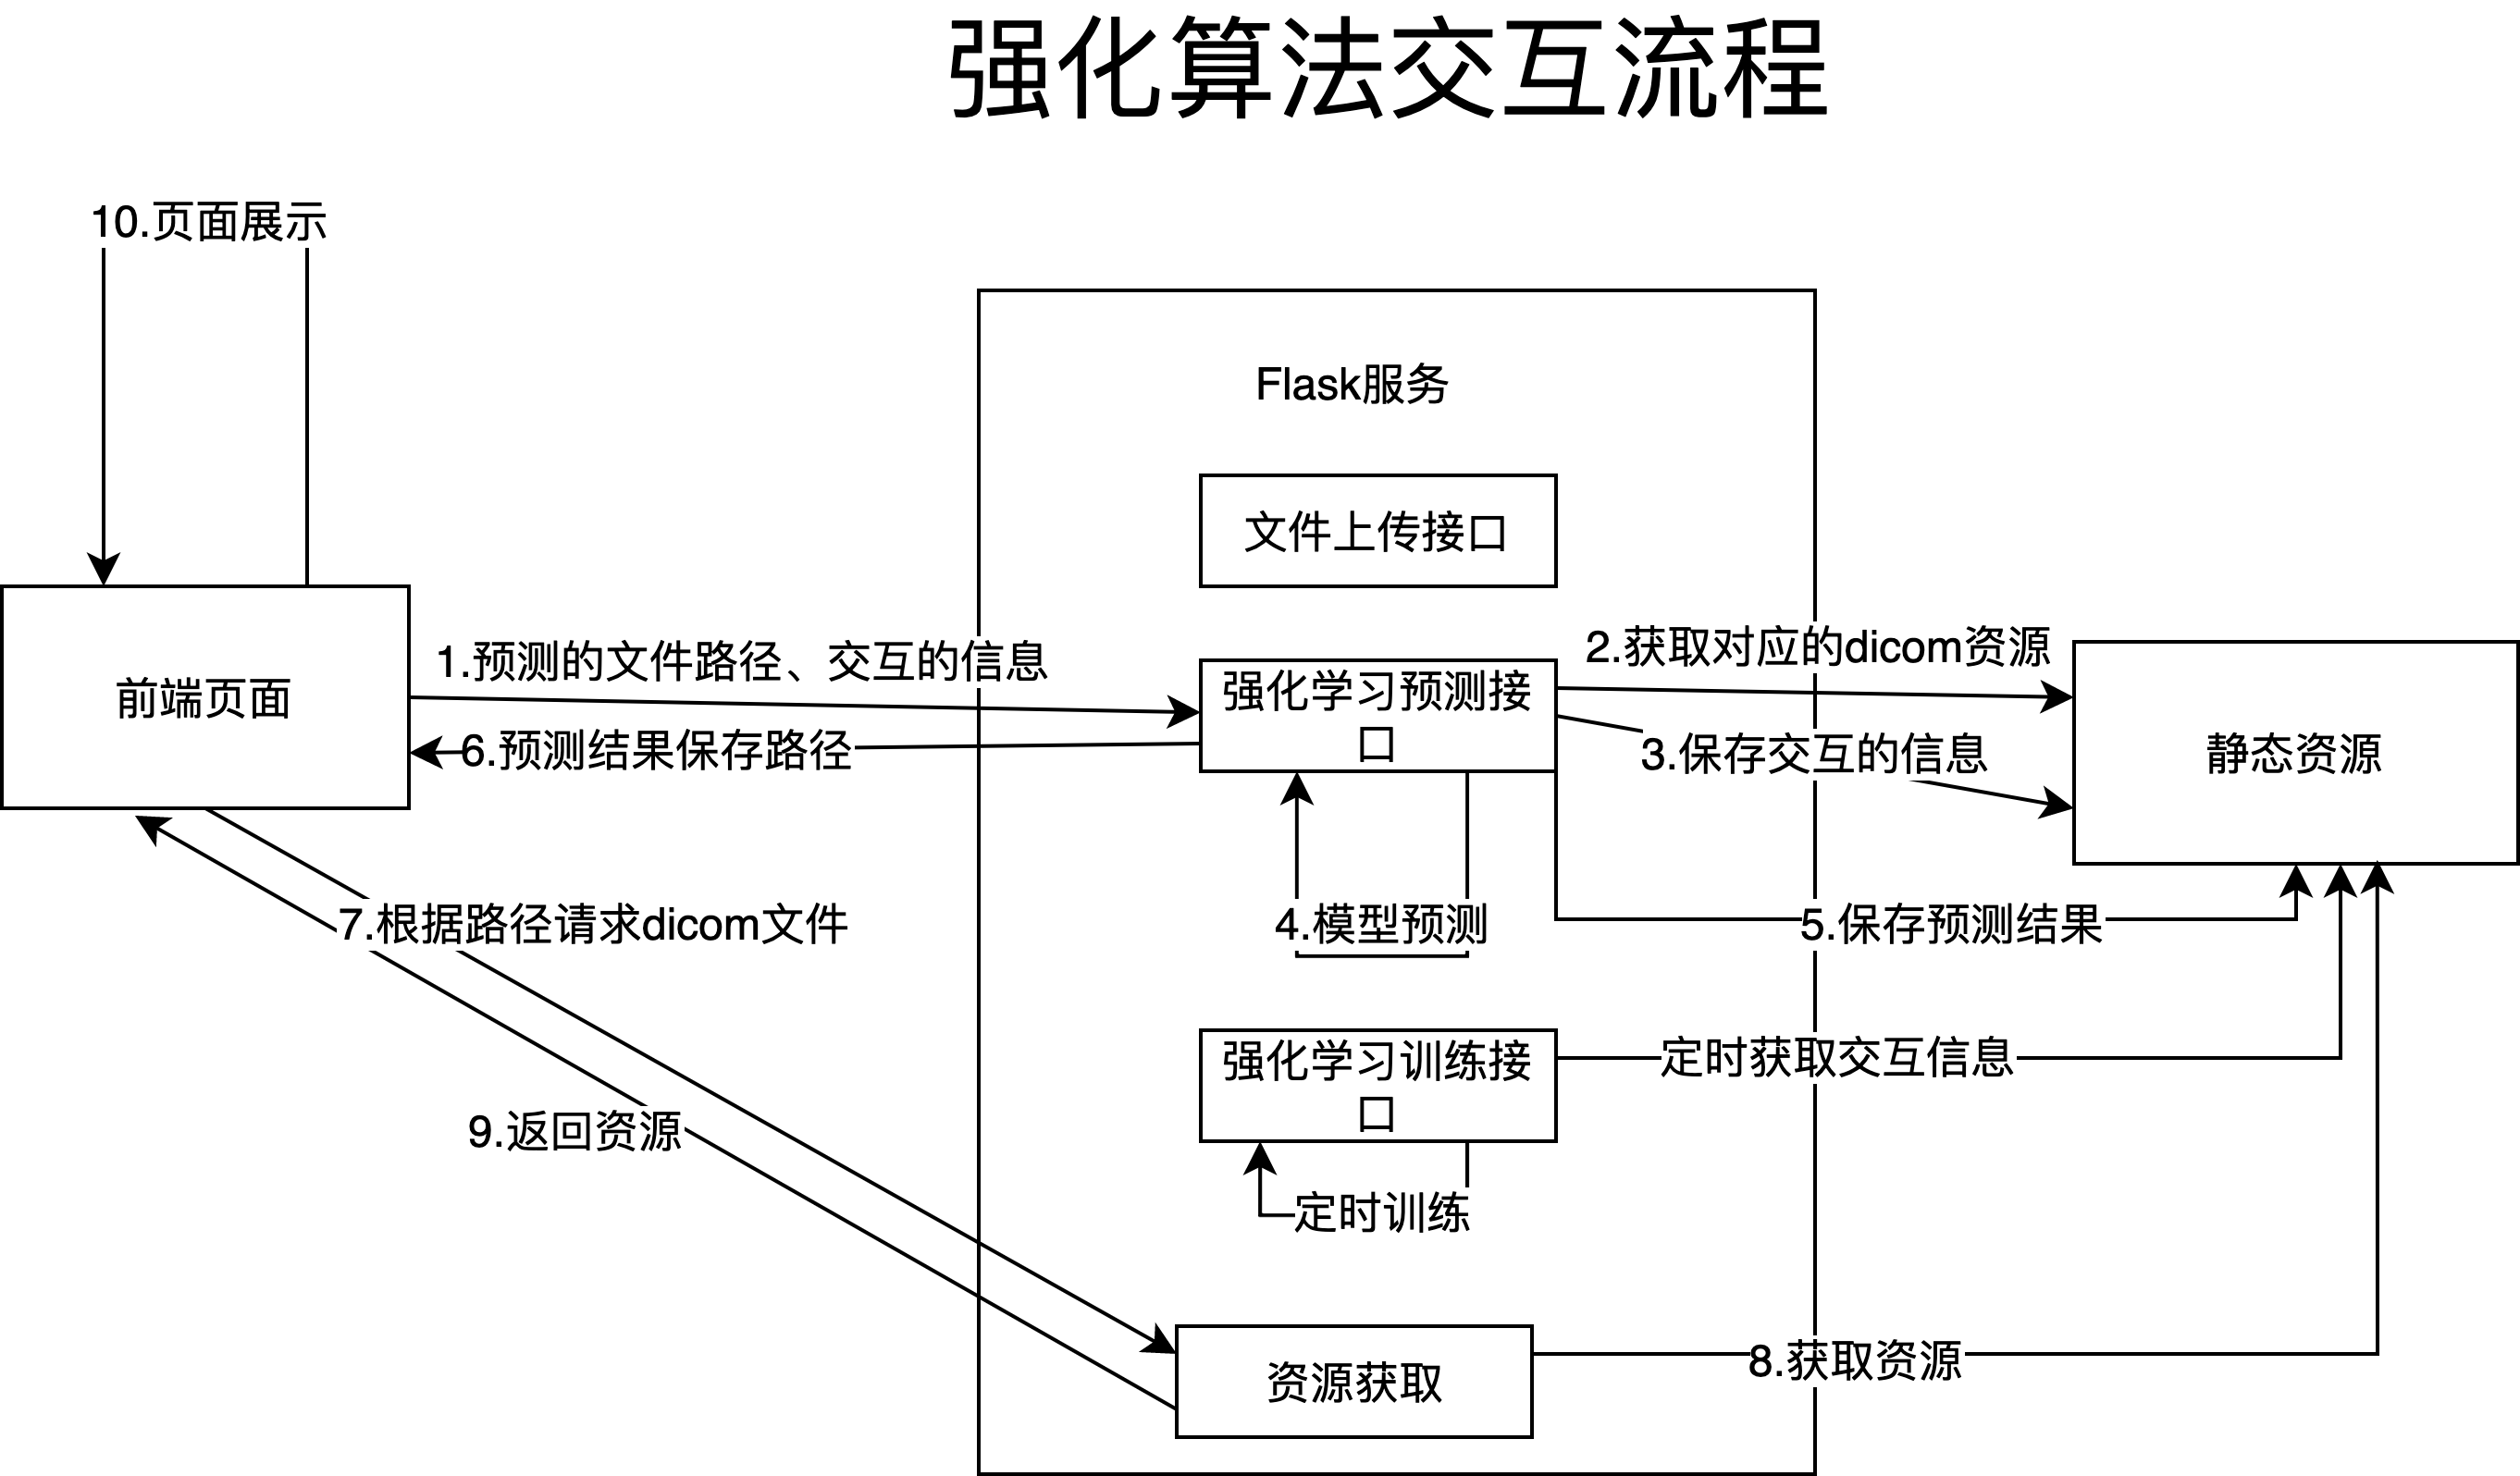 强化算法交互流程
10.页面展示
Flask服务
文件上传接口
1.预测的文件路径、交互的信息
2.获取对应的dicom资源
前端页面
强化学习预测接
口
6.预测结果保存路径
3.保存交互的信息
静态资源
7.根据路径请求dicom文件
4.模型预测
5.保存预测结果
强化学习训练接
口
定时获取交互信息
9.返回资源
定时训练
8.获取资源
资源获取